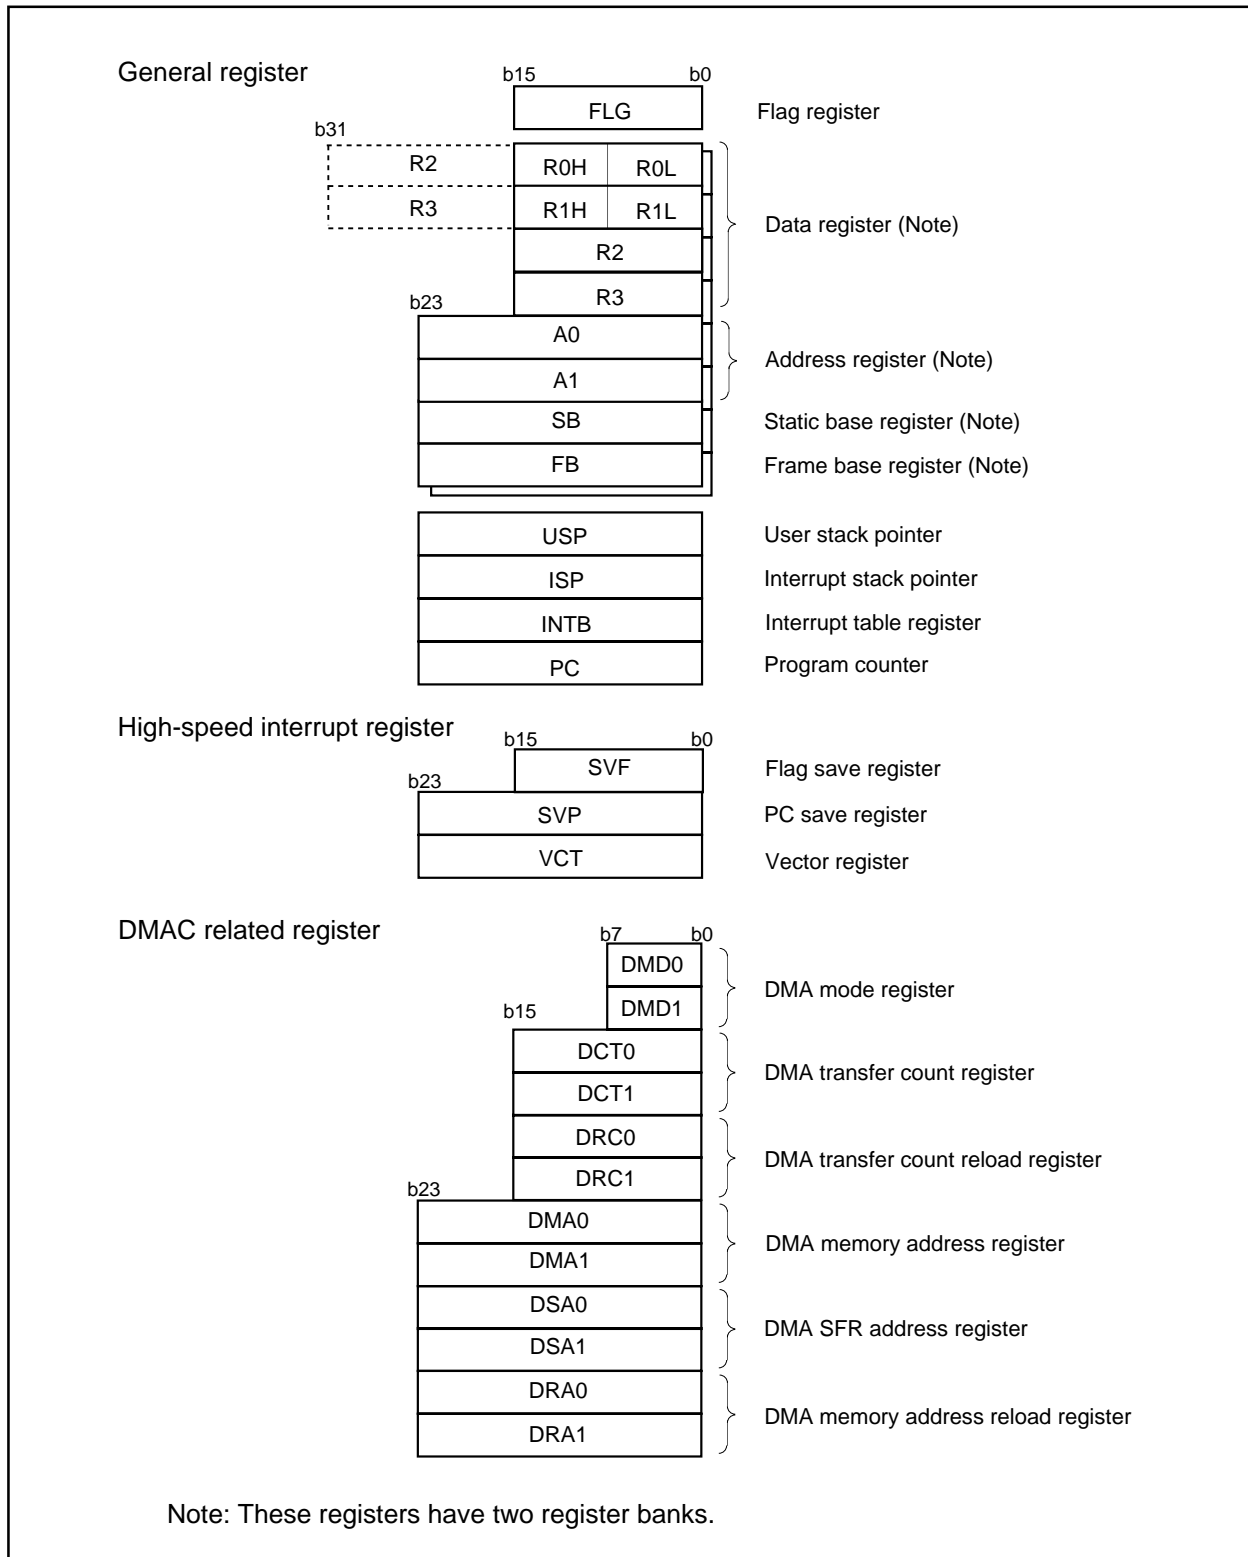 General register
b15 b0
FLG Flag register
b31
R2 R0H R0L
R3 R1H R1L Data register (Note)
R2
b23 R3
A0
A1 Address register (Note)
SB Static base register (Note)
FB Frame base register (Note)
USP User stack pointer
ISP Interrupt stack pointer
INTB Interrupt table register
PC Program counter
High-speed interrupt register
b15 b0
SVF Flag save register
b23
SVP PC save register
VCT Vector register
DMAC related register
b7 b0
DMD0
DMA mode register
b15 DMD1
DCT0
DMA transfer count register
DCT1
DRC0
DMA transfer count reload register
b23 DRC1
DMA0
DMA memory address register
DMA1
DSA0
DMA SFR address register
DSA1
DRA0
DMA memory address reload register
DRA1
Note: These registers have two register banks.